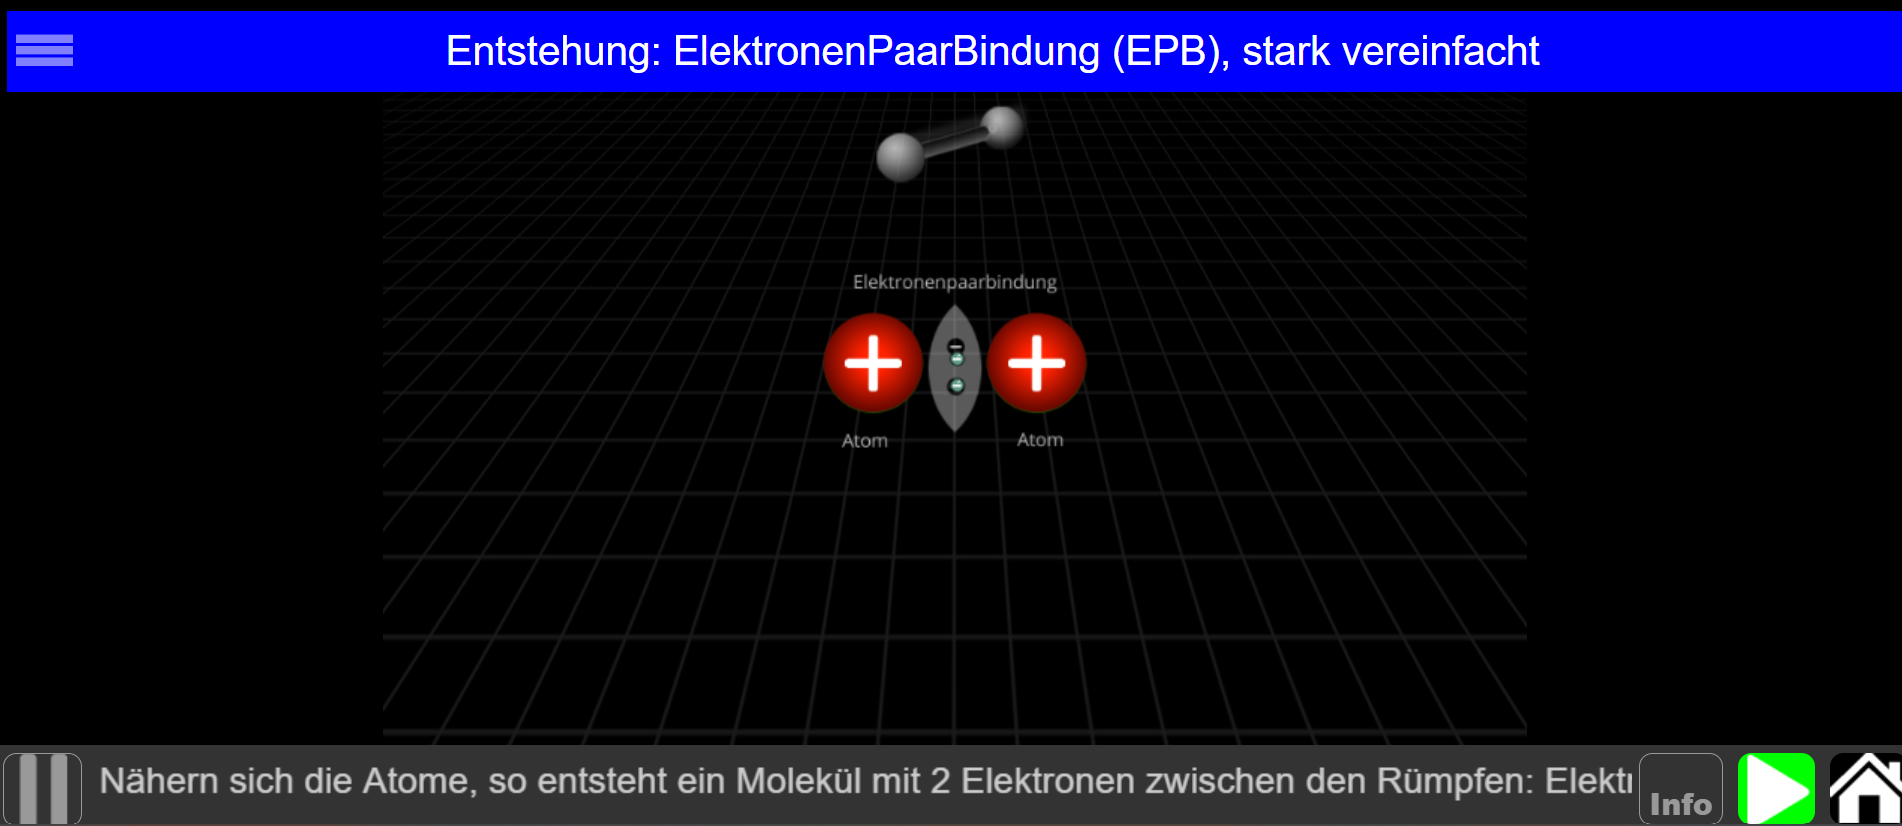 Entstehung: ElektronenPaarBindung (EPB), stark vereinfacht
Elektronenpaarbindung
Atom
Atom
Nähern sich die Atome, so entsteht ein Molekül mit 2 Elektronen zwischen den Rümpfen: Elektr
Info